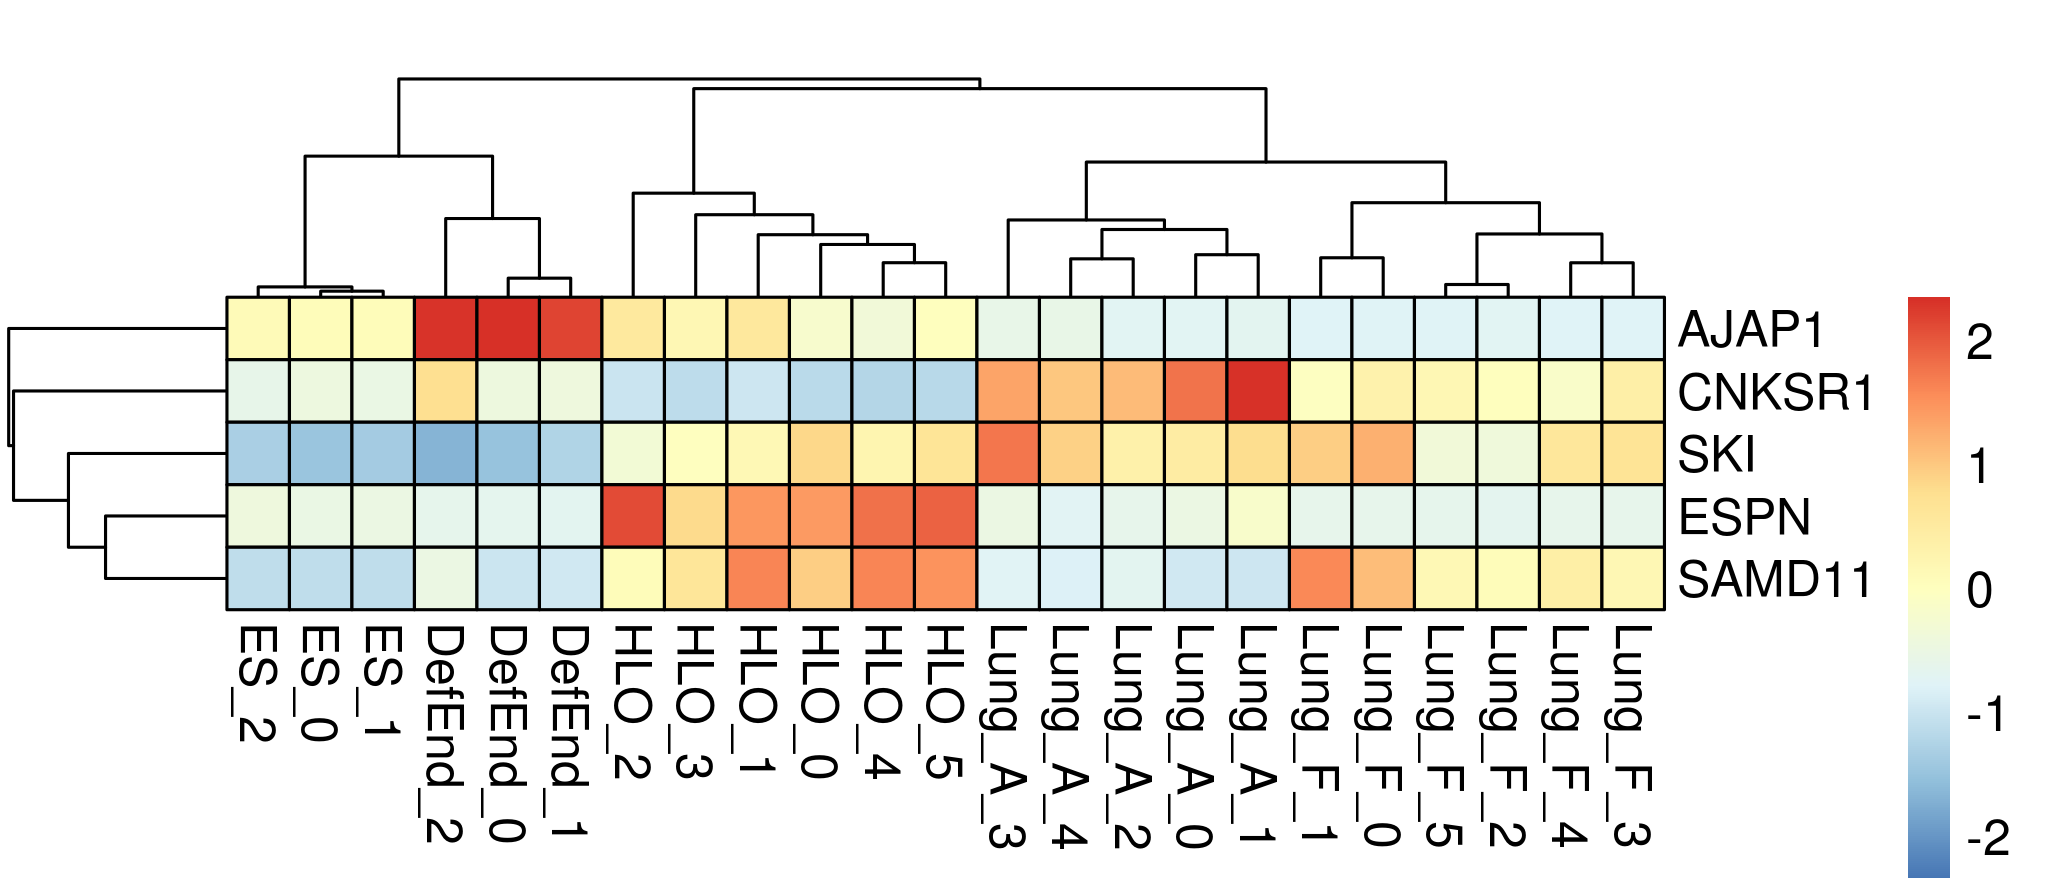 AJAP1
CNKSR1
SKI
ESPN
SAMD11
2
1
0
-1
-2
ES_2
ES_0
ES_1
DefEnd_2
DefEnd_0
DefEnd_1
HLO_2
HLO_3
HLO_1
HLO_0
HLO_4
HLO_5
Lung_A_3
Lung_A_4
Lung_A_2
Lung_A_0
Lung_A_1
Lung_F_1
Lung_F_0
Lung_F_5
Lung_F_2
Lung_F_4
Lung_F_3